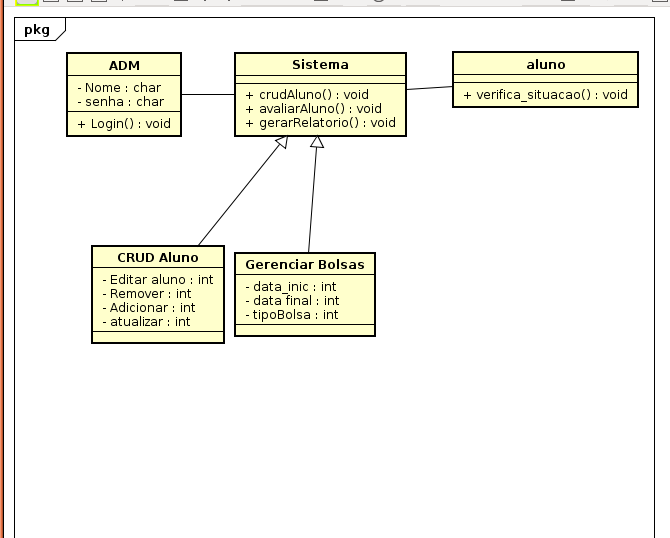 pkg
ADM
- Nome : char
- senha : char
+ Login() : void
Sistema
+ crudAluno() : void
+ avaliarAluno() : void
+ gerarRelatorio() : void
aluno
+ verifica_situacao() : void
CRUD Aluno
- Editar aluno : int
- Remover : int
- Adicionar : int
- atualizar : int
Gerenciar Bolsas
- data_inic : int
- data final : int
- tipoBolsa : int